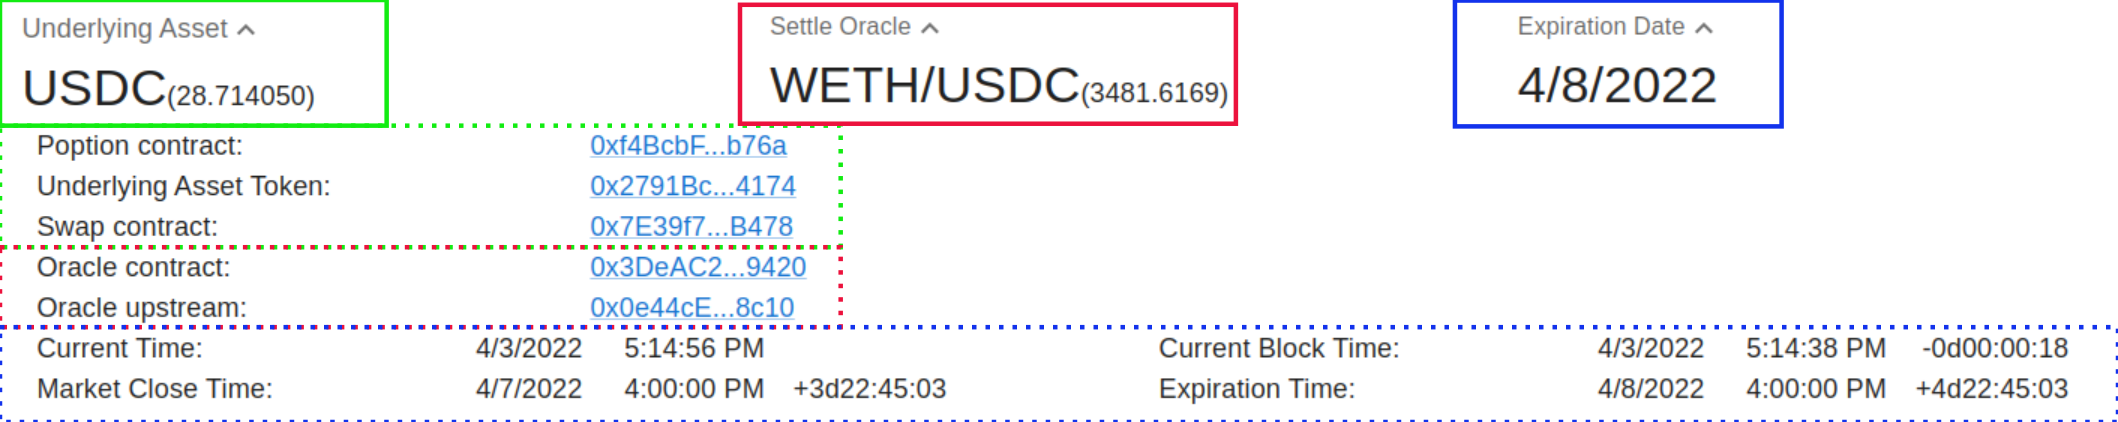 Underlying Asset Settle Oracle Expiration Date
USDC(28.714050) WETH/USDC(3481.6169) 4/8/2022
Poption contract: 0xf4BcbF...b76a
Underlying Asset Token: 0x2791Bc...4174
Swap contract: 0x7E39f7...B478
Oracle contract: 0x3DeAC2...9420
Oracle upstream: 0x0e44cE...8c10
Current Time: 4/3/2022 5:14:56 PM Current Block Time: 4/3/2022 5:14:38 PM -0d00:00:18
Market Close Time: 4/7/2022 4:00:00 PM +3d22:45:03 Expiration Time: 4/8/2022 4:00:00 PM +4d22:45:03